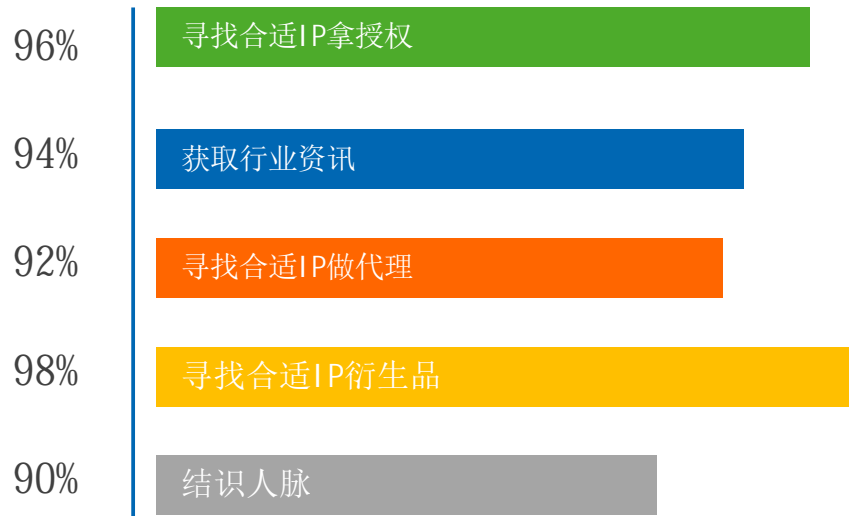 96% 寻找合适IP拿授权
94% 获取行业资讯
92% 寻找合适IP做代理
98% 寻找合适IP衍生品
90% 结识人脉